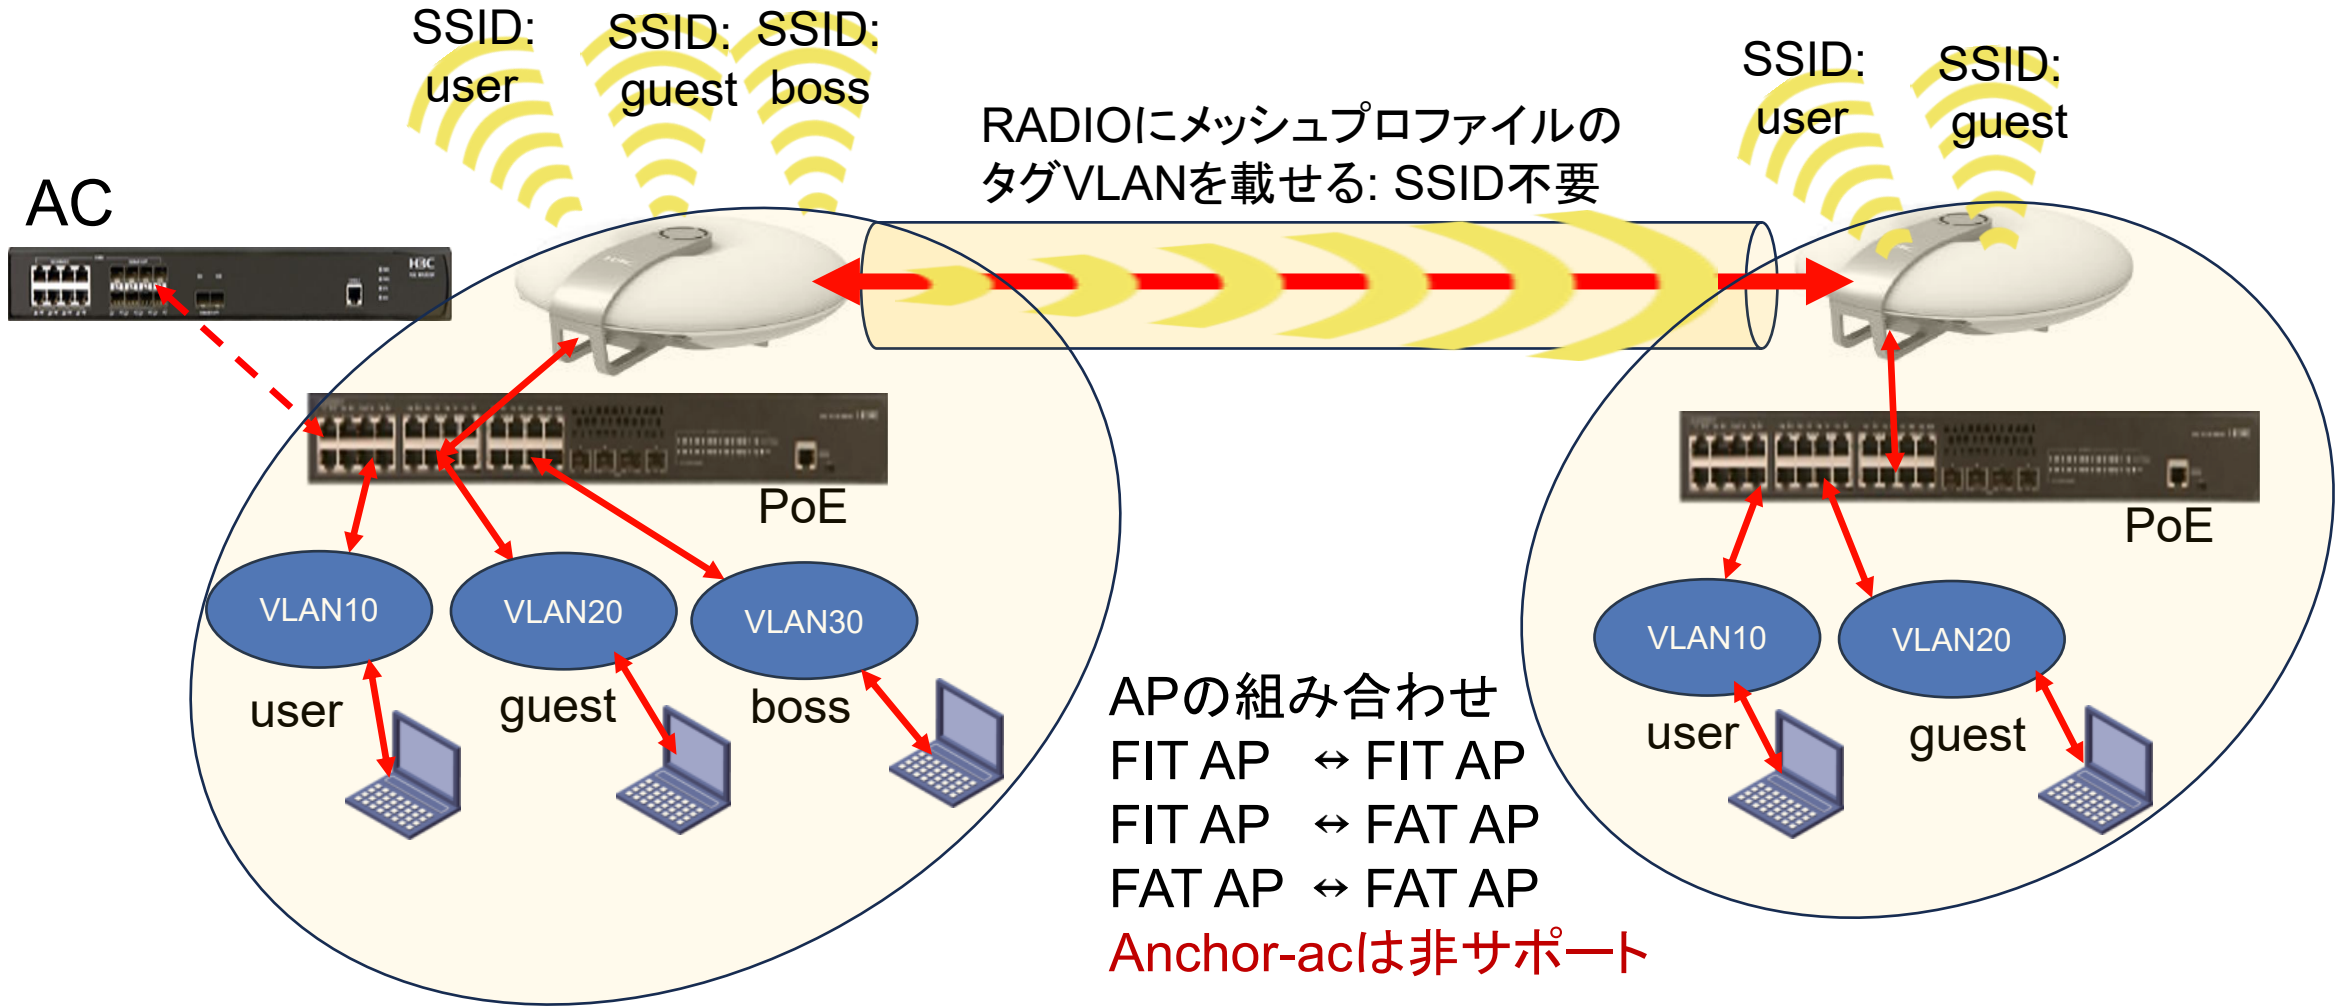 SSID:
user
SSID:
guest
SSID:
boss
RADIOにメッシュプロファイルの
タグVLANを載せる: SSID不要
SSID:
user
SSID:
guest
AC
H3C
PoE
VLAN10
VLAN20
VLAN30
user
guest
boss
PoE
VLAN10
VLAN20
user
guest
APの組み合わせ
FIT AP ↔ FIT AP
FIT AP ↔ FAT AP
FAT AP ↔ FAT AP
Anchor-acは非サポート